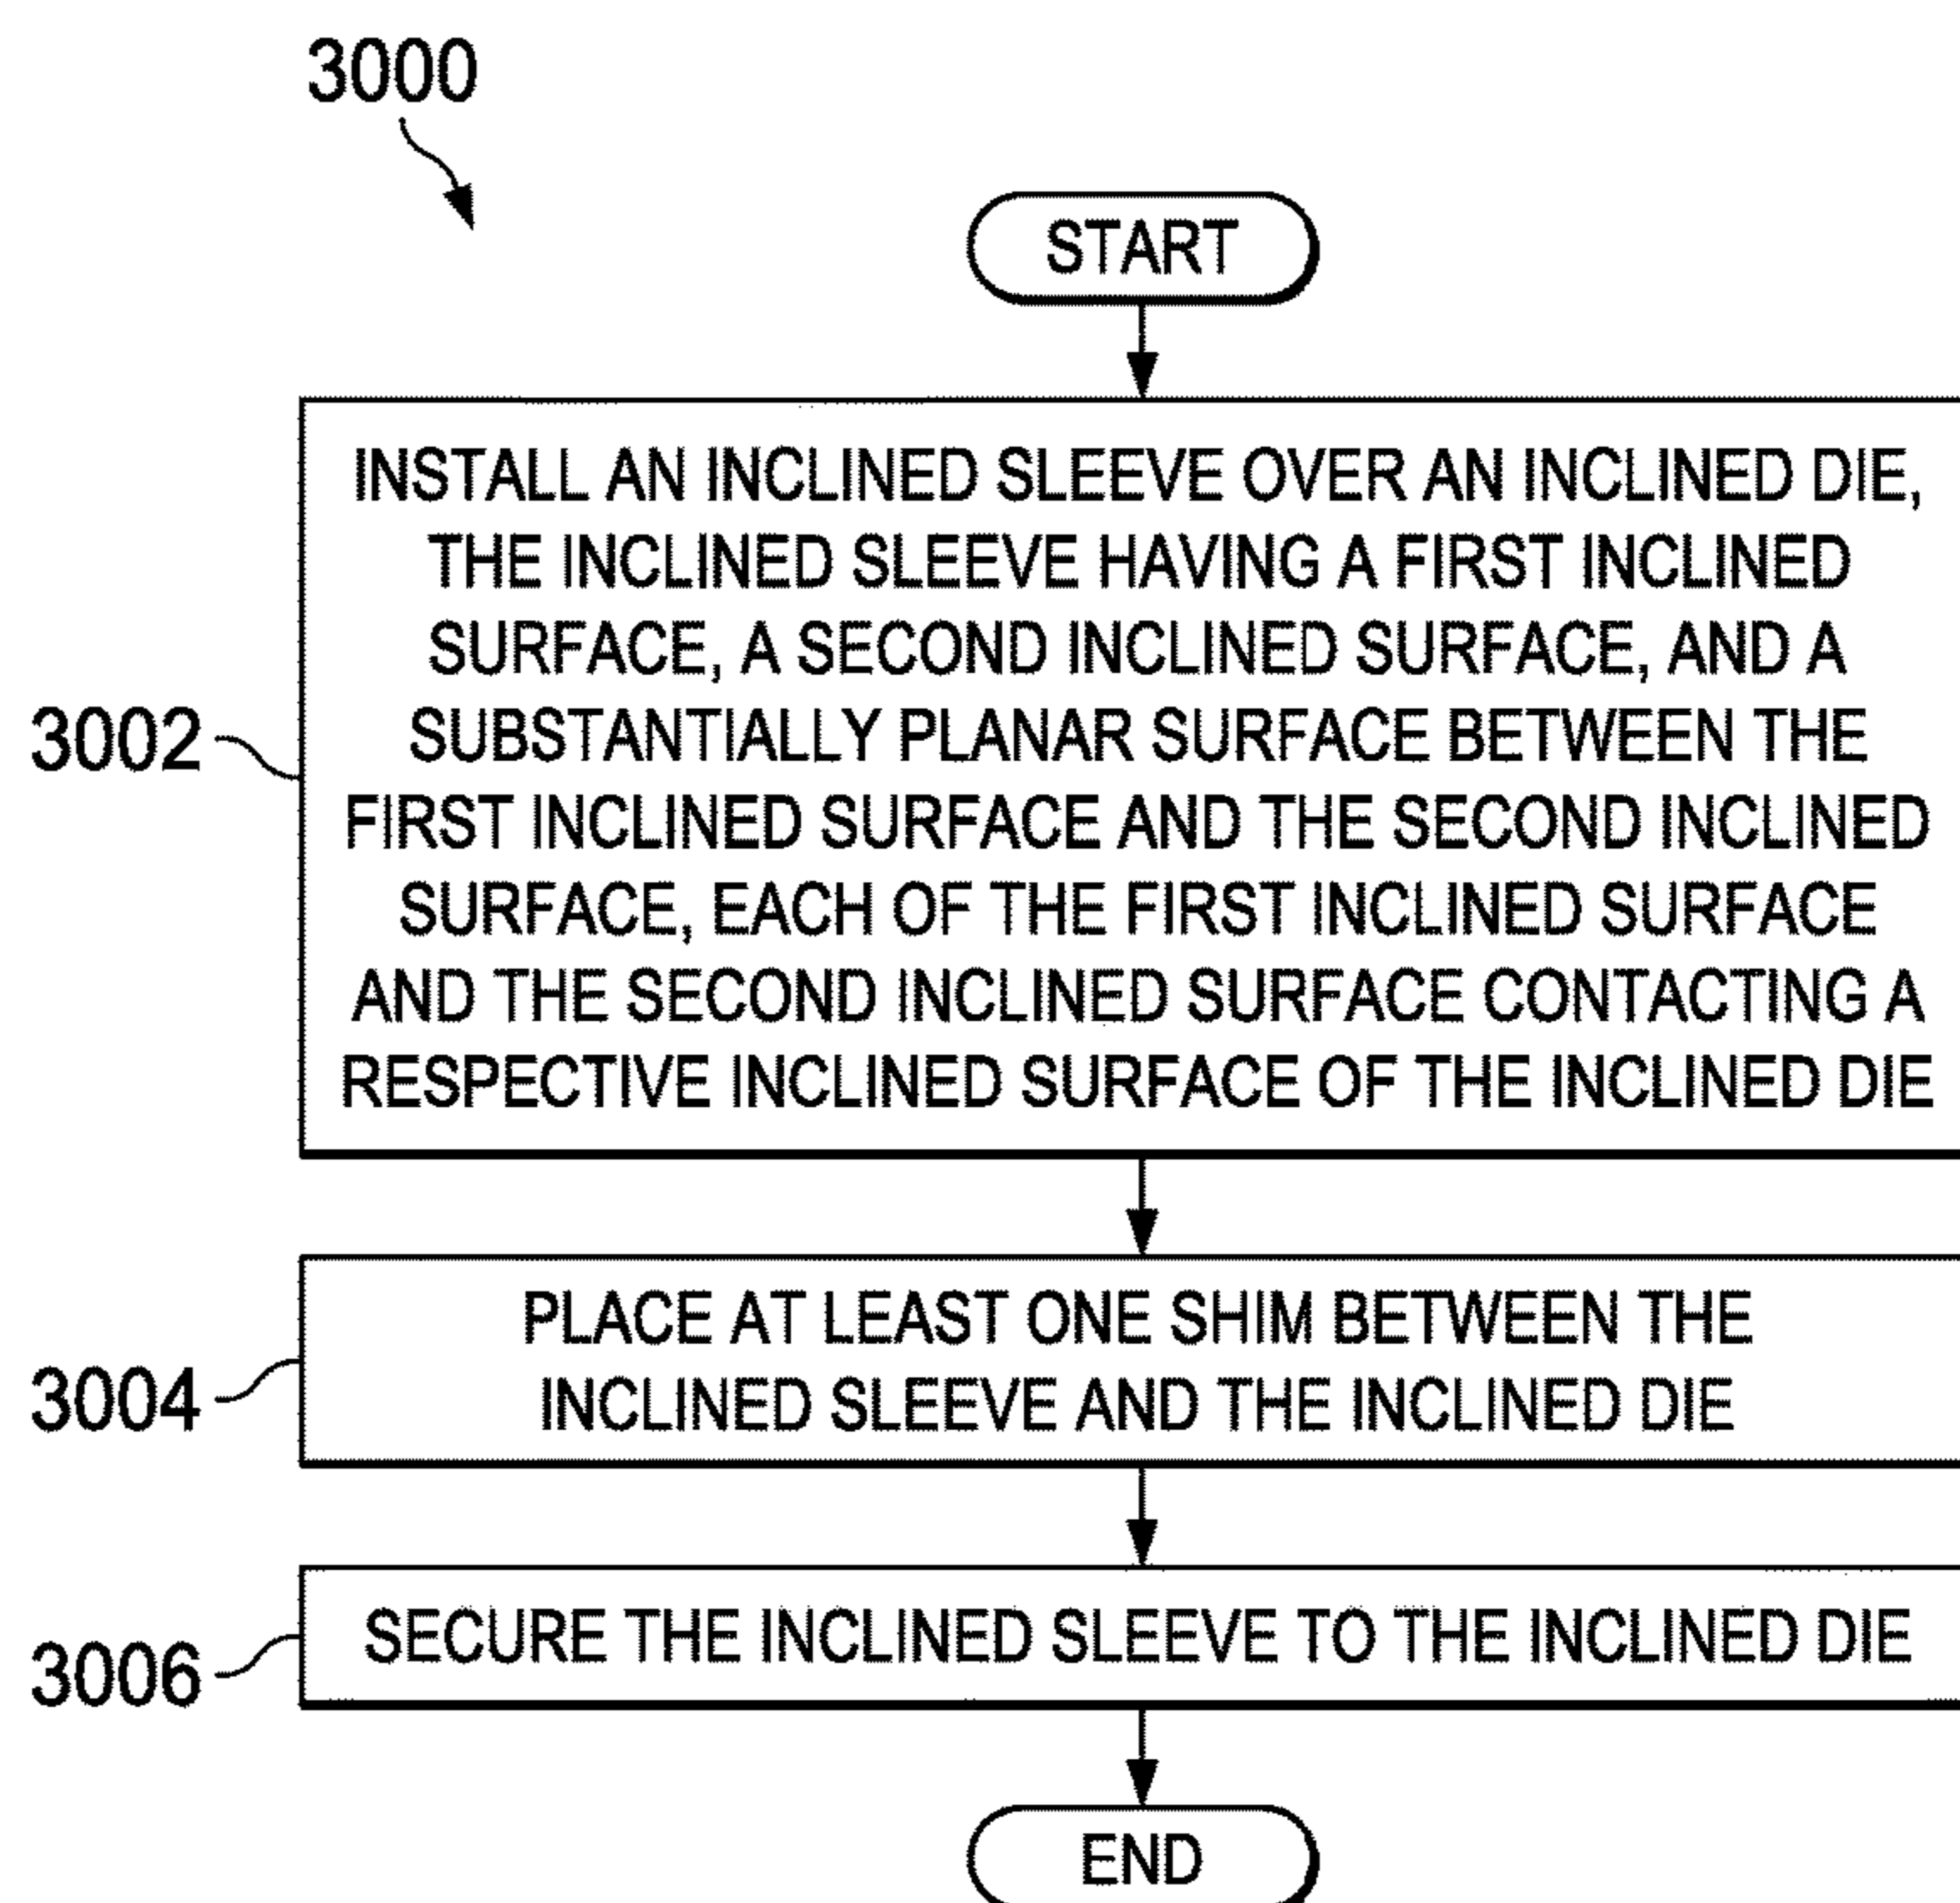 3000
START
INSTALL AN INCLINED SLEEVE OVER AN INCLINED DIE,
THE INCLINED SLEEVE HAVING A FIRST INCLINED
SURFACE, A SECOND INCLINED SURFACE, AND A
SUBSTANTIALLY PLANAR SURFACE BETWEEN THE
FIRST INCLINED SURFACE AND THE SECOND INCLINED
SURFACE, EACH OF THE FIRST INCLINED SURFACE
AND THE SECOND INCLINED SURFACE CONTACTING A
RESPECTIVE INCLINED SURFACE OF THE INCLINED DIE
3002
PLACE AT LEAST ONE SHIM BETWEEN THE
INCLINED SLEEVE AND THE INCLINED DIE
3004
SECURE THE INCLINED SLEEVE TO THE INCLINED DIE
3006
END